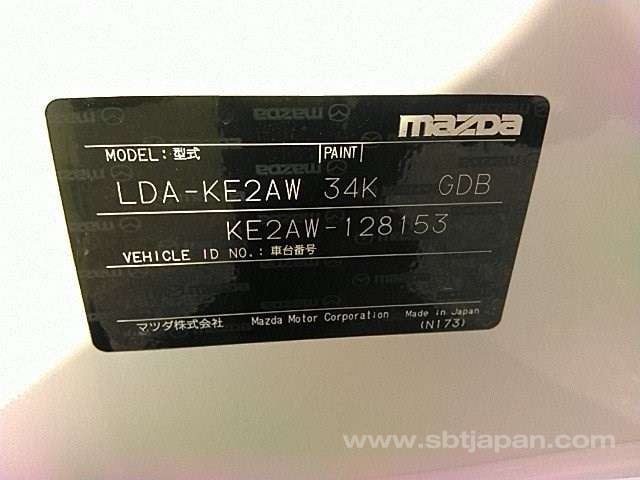 mazda
MODEL:型式 PAINT
LDA-KE2AW 34K GDB
KE2AW-128153
VEHICLE ID NO.:車台番号
マツダ株式会社 Mazda Motor Corporation Made in Japan
(N173)
www.sbtjapan.com